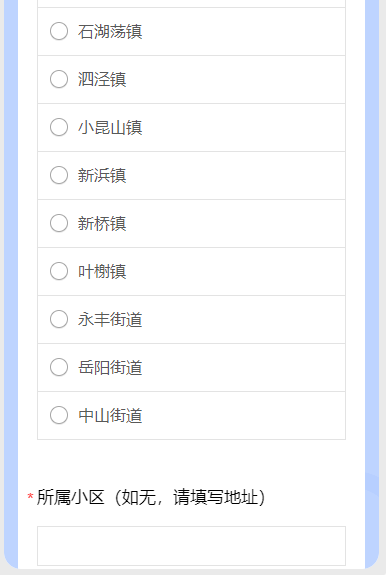 石湖荡镇
泗泾镇
小昆山镇
新浜镇
新桥镇
叶榭镇
永丰街道
岳阳街道
中山街道
*所属小区（如无，请填写地址）